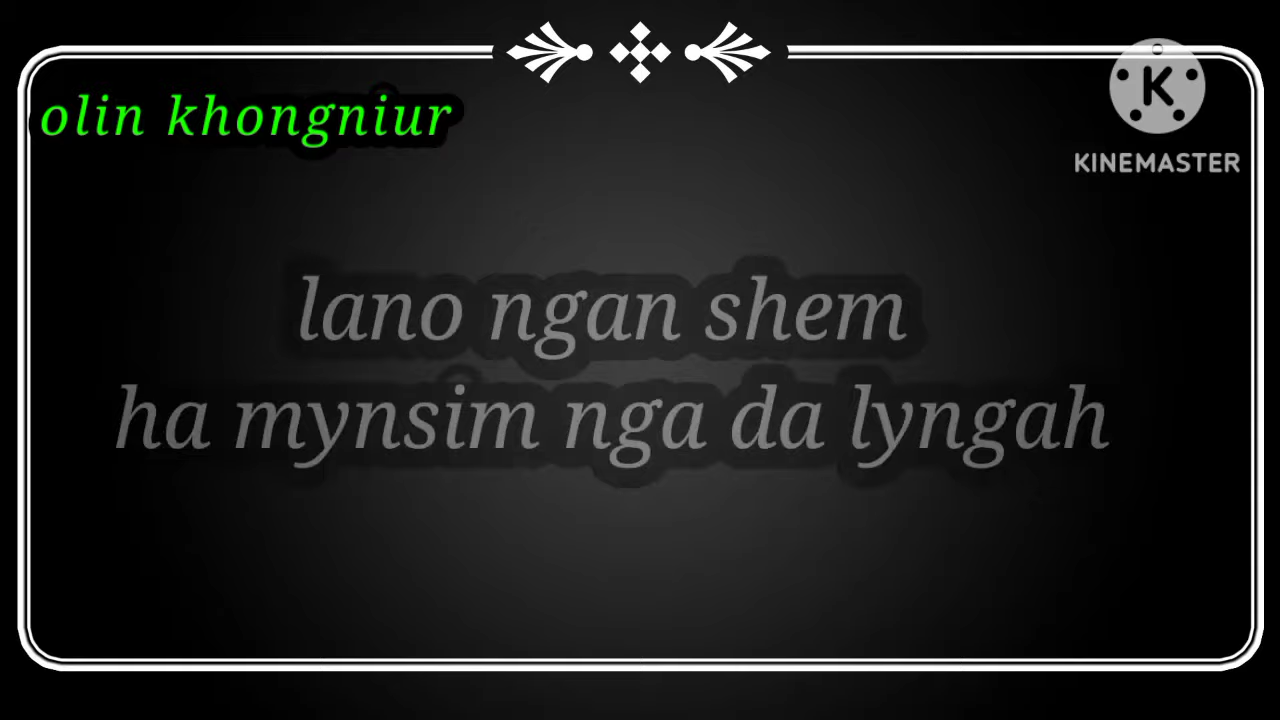 olin khongniur
K
KINEMASTER
lano ngan shem
ha mynsim nga da lyngah